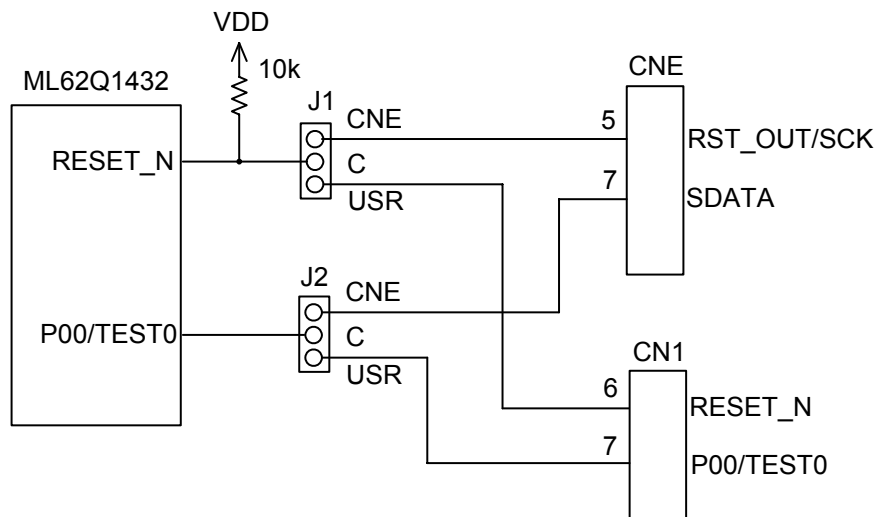 VDD
10k
ML62Q1432
RESET_N
P00/TEST0
J1
CNE
C
USR
J2
CNE
C
USR
CNE
5
RST_OUT/SCK
7
SDATA
CN1
6
RESET_N
7
P00/TEST0